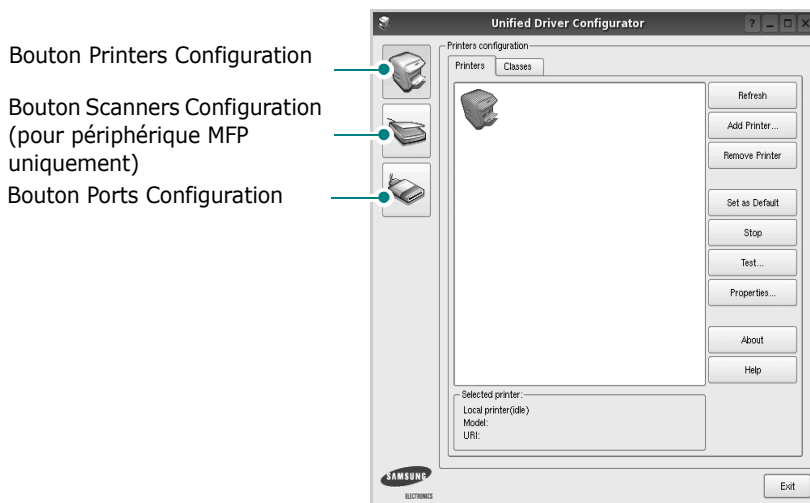 Unified Driver Configurator
Bouton Printers Configuration
Bouton Scanners Configuration
(pour périphérique MFP
uniquement)
Bouton Ports Configuration
Printers configuration
Printers
Classes
Refresh
Add Printer...
Remove Printer
Set as Default
Stop
Test...
Properties...
About
Help
Selected printer:
Local printer(idle)
Model:
URI:
SAMSUNG
ELECTRONICS
Exit